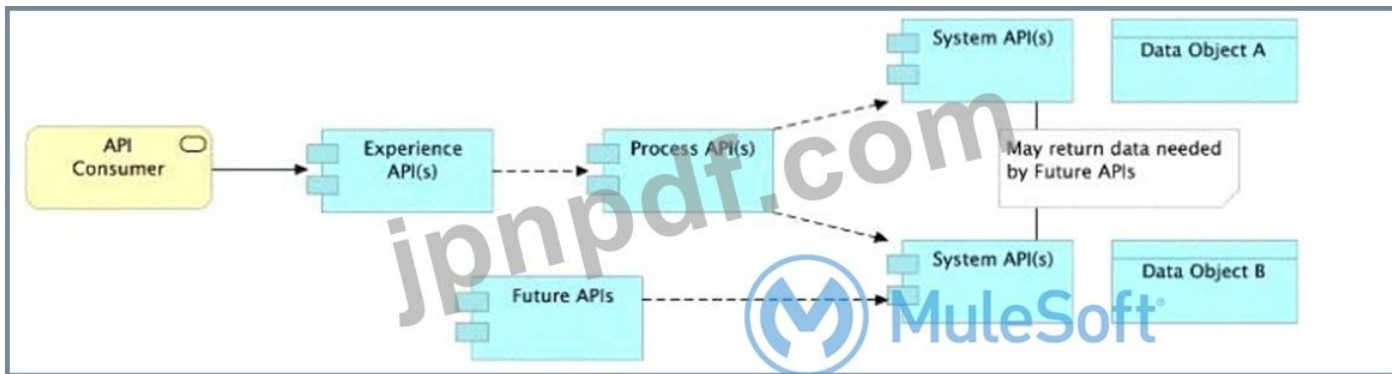 System API(s)
Data Object A
API
Consumer
Experience
API(s)
Process API(s)
May return data needed
by Future APIs
System API(s)
Data Object B
Future APIs
jpnpdf.com
MuleSoft®